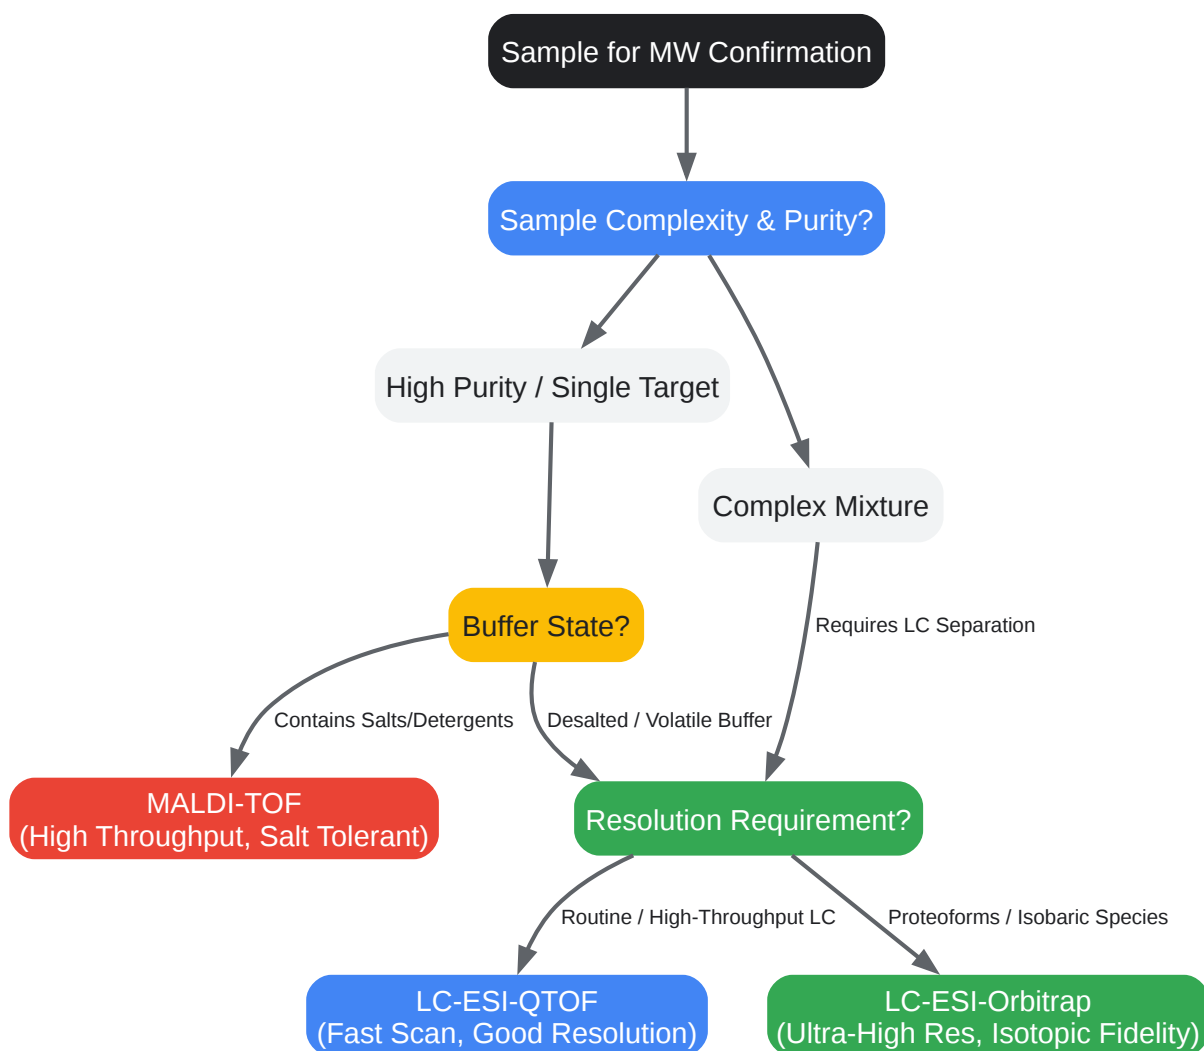 Sample for MW Confirmation
Sample Complexity & Purity?
High Purity / Single Target
Complex Mixture
Buffer State?
Requires LC Separation
Contains Salts/Detergents
Desalted / Volatile Buffer
MALDI-TOF
(High Throughput, Salt Tolerant)
Resolution Requirement?
Routine / High-Throughput LC
Proteoforms / Isobaric Species
LC-ESI-QTOF
(Fast Scan, Good Resolution)
LC-ESI-Orbitrap
(Ultra-High Res, Isotopic Fidelity)